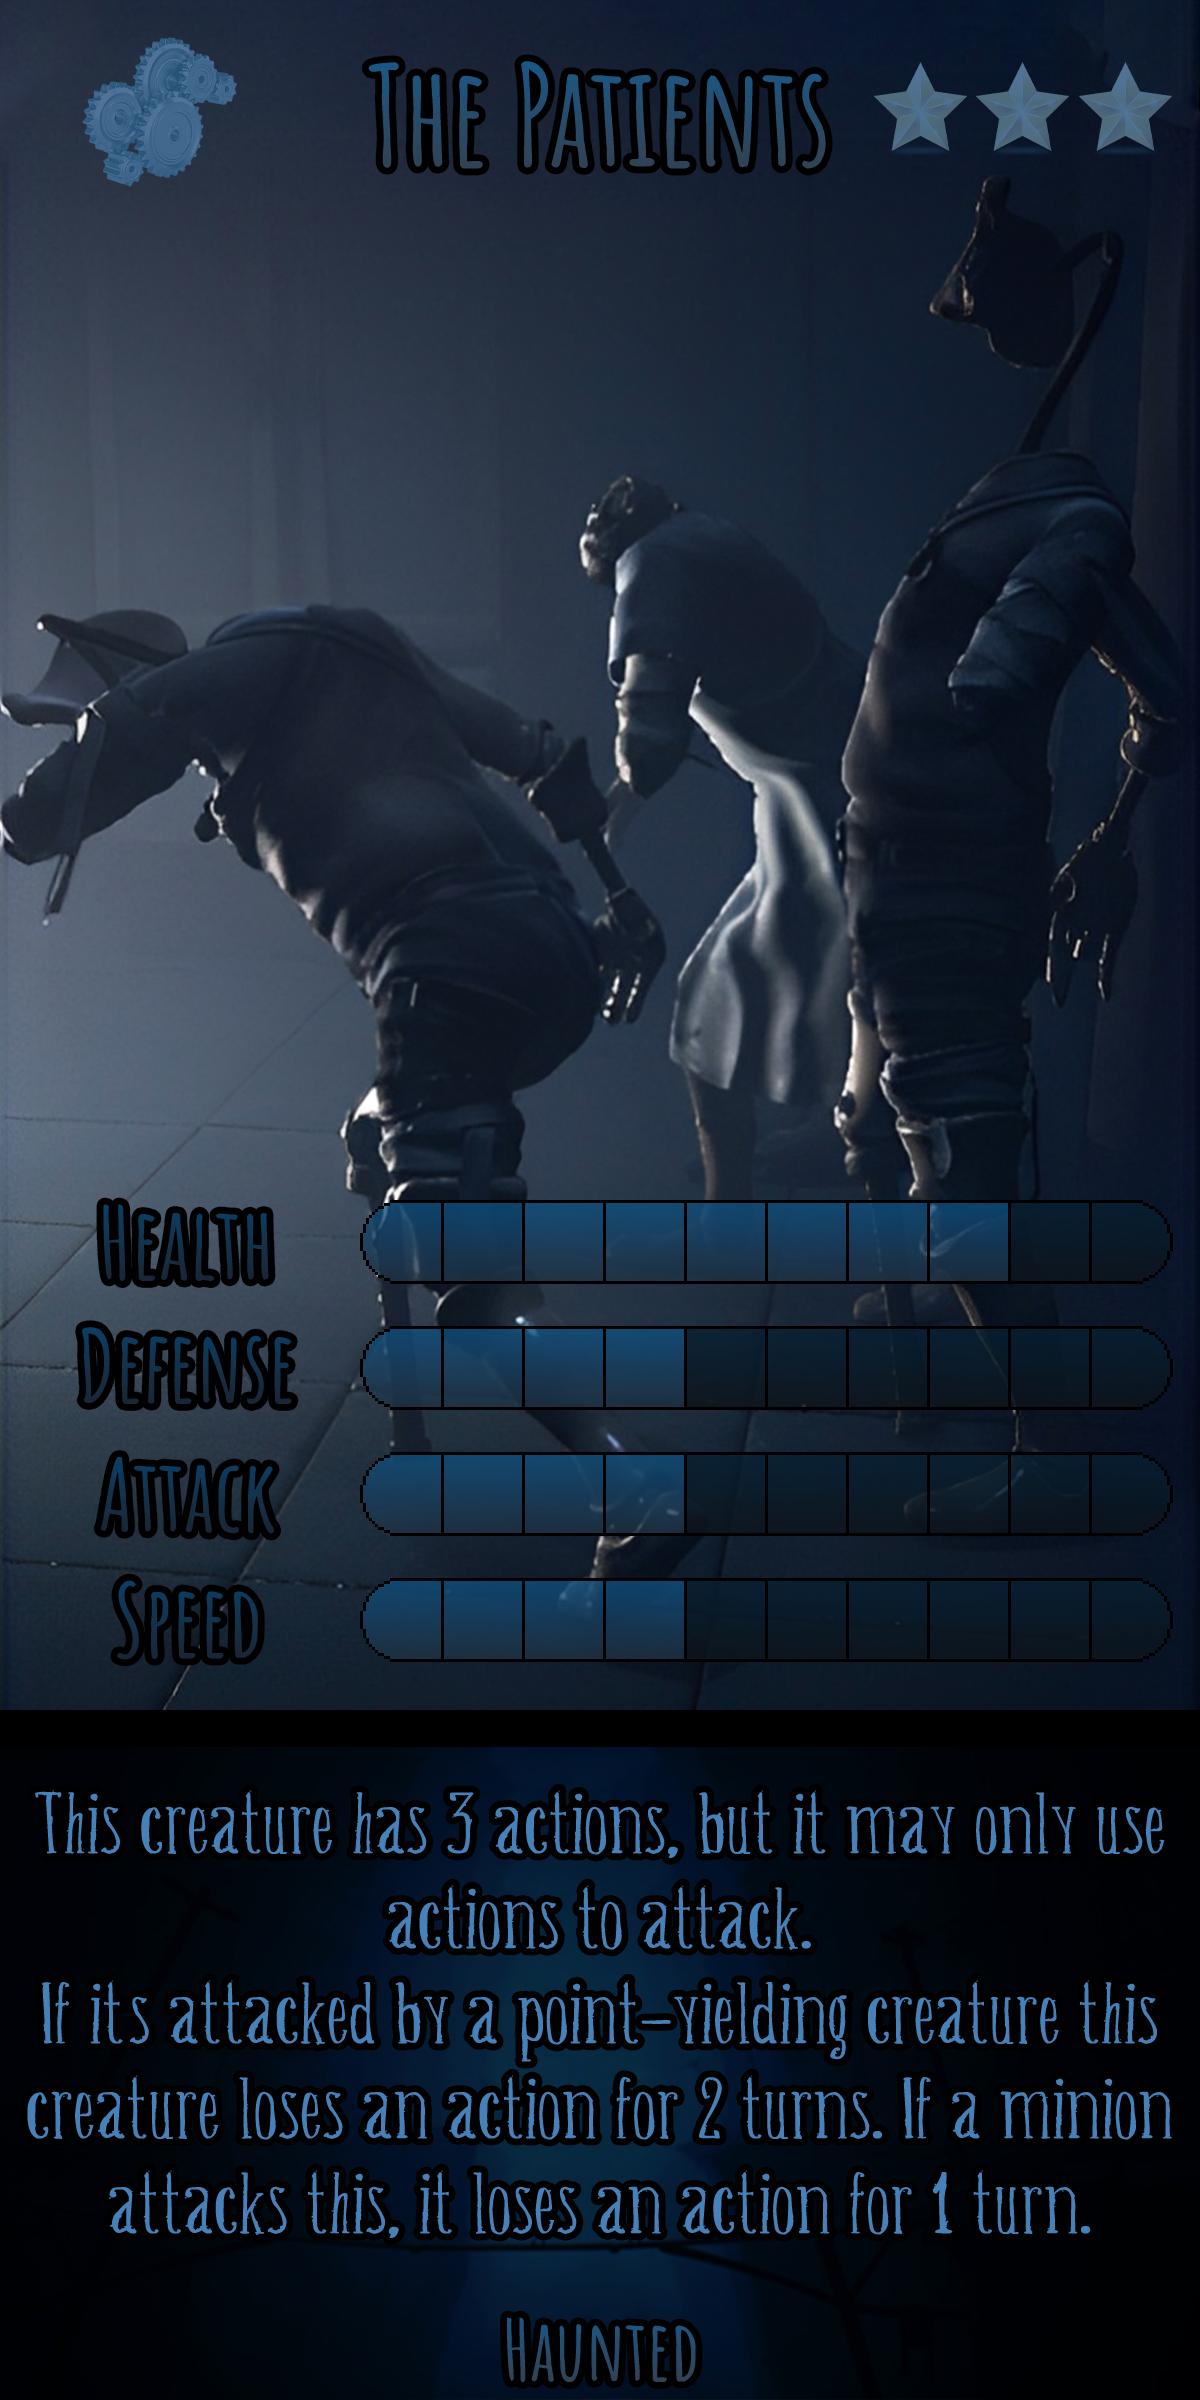 The Patients
Health
Defense
Attack
Speed
This creature has 3 actions, but it may only use
actions to attack.
If its attacked by a point-yielding creature this
creature loses an action for 2 turns. If a minion
attacks this, it loses an action for 1 turn.
Haunted